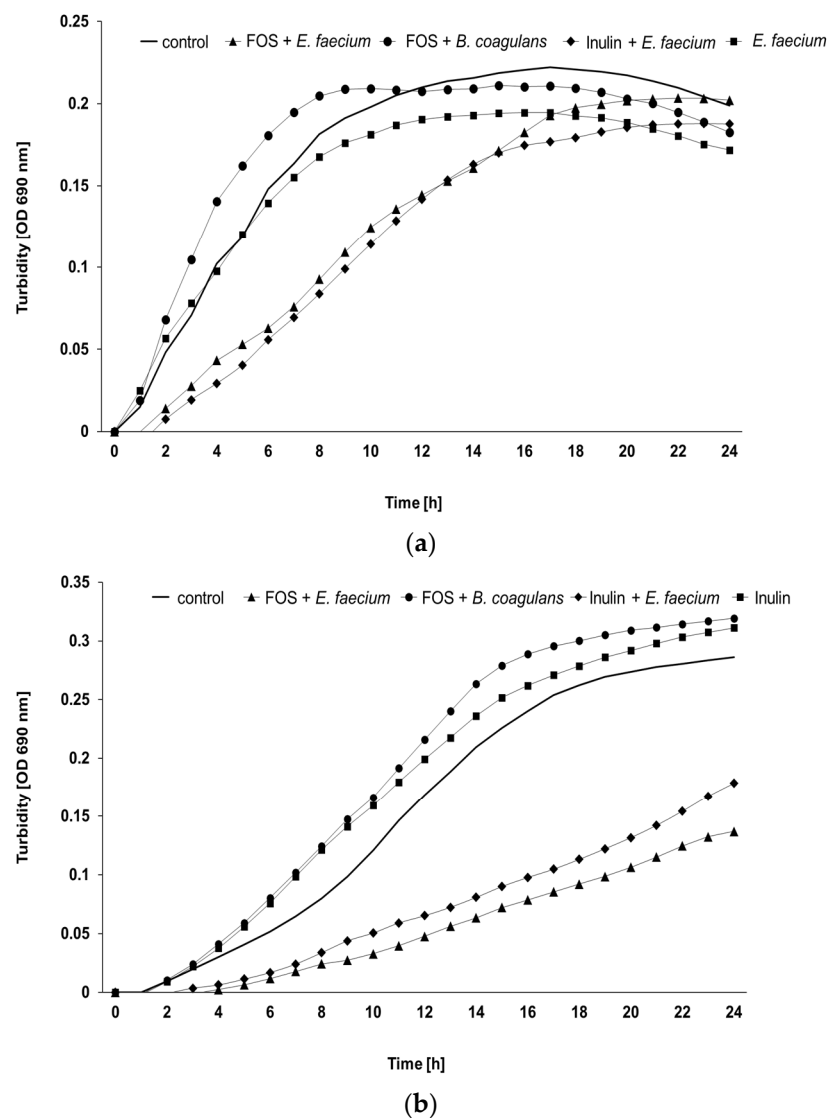 0.25
control FOS + E. faecium FOS + B. coagulans Inulin + E. faecium E. faecium
0.2
0.15
0.1
0.05
0
Turbidity [OD 690 nm]
0 2 4 6 8 10 12 14 16 18 20 22 24
Time [h]
(a)
0.35
control FOS + E. faecium FOS + B. coagulans Inulin + E. faecium Inulin
0.3
0.25
0.2
0.15
0.1
0.05
0
Turbidity [OD 690 nm]
0 2 4 6 8 10 12 14 16 18 20 22 24
Time [h]
(b)